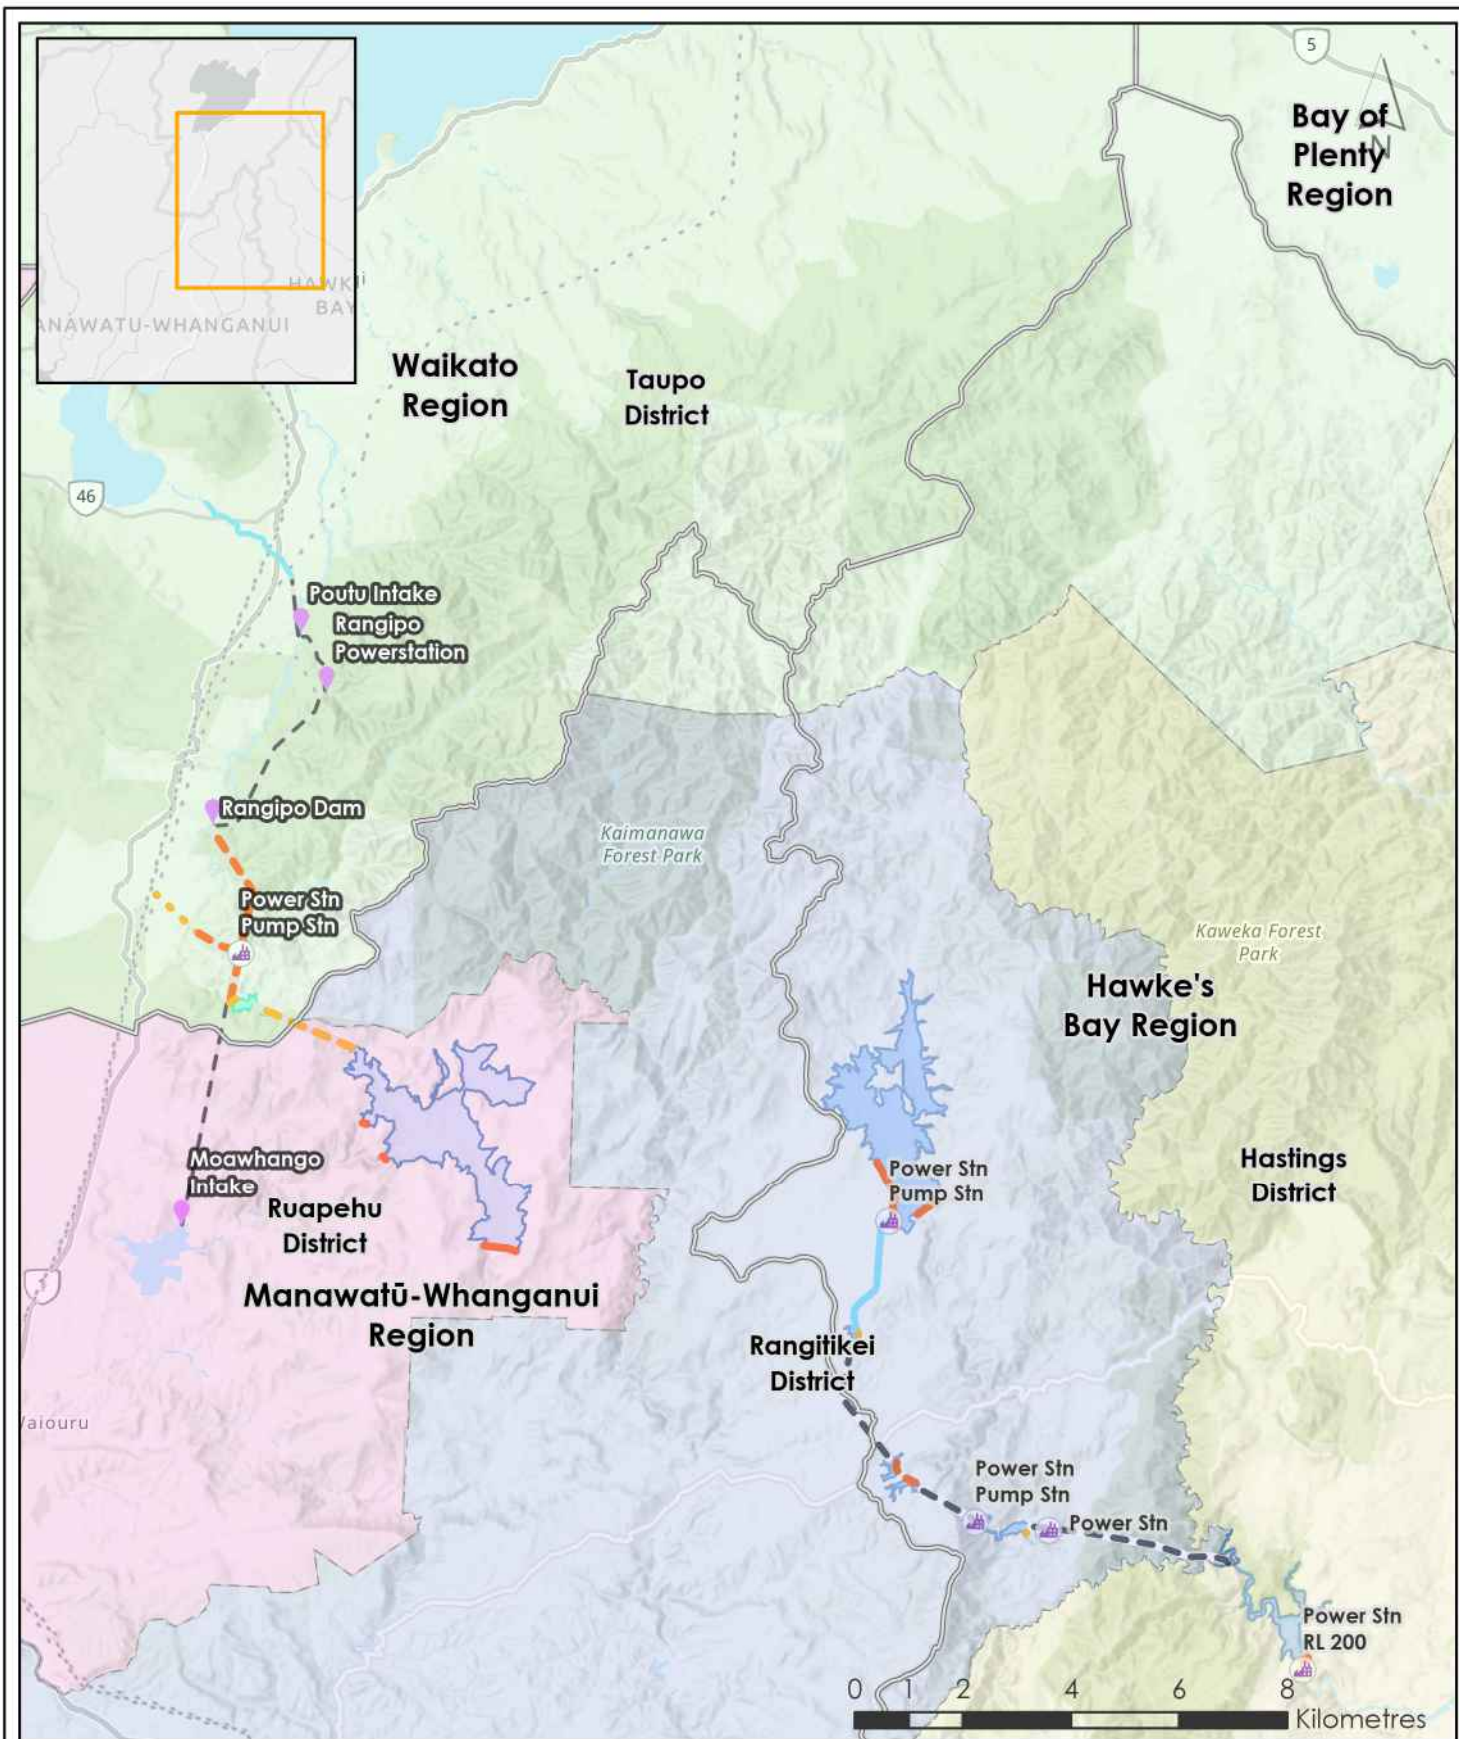 5
Bay of
Plenty
Region
N
HAWK
BAY
ANAWATU-WHANGANUI
Waikato
Region
Taupo
District
46
Poutu Intake
Rangipo
Powerstation
Rangipo Dam
Kaimanawa
Forest Park
Power Stn
Pump Stn
Kaweka Forest
Park
Hawke's
Bay Region
Moawhango
Intake
Ruapehu
District
Power Stn
Pump Stn
Hastings
District
1
Manawatū-Whanganui
Region
Rangitikei
District
aiouru
Power Stn
Pump Stn
Power Stn
Power Stn
RL 200
0 1 2 4 6 8
Kilometres